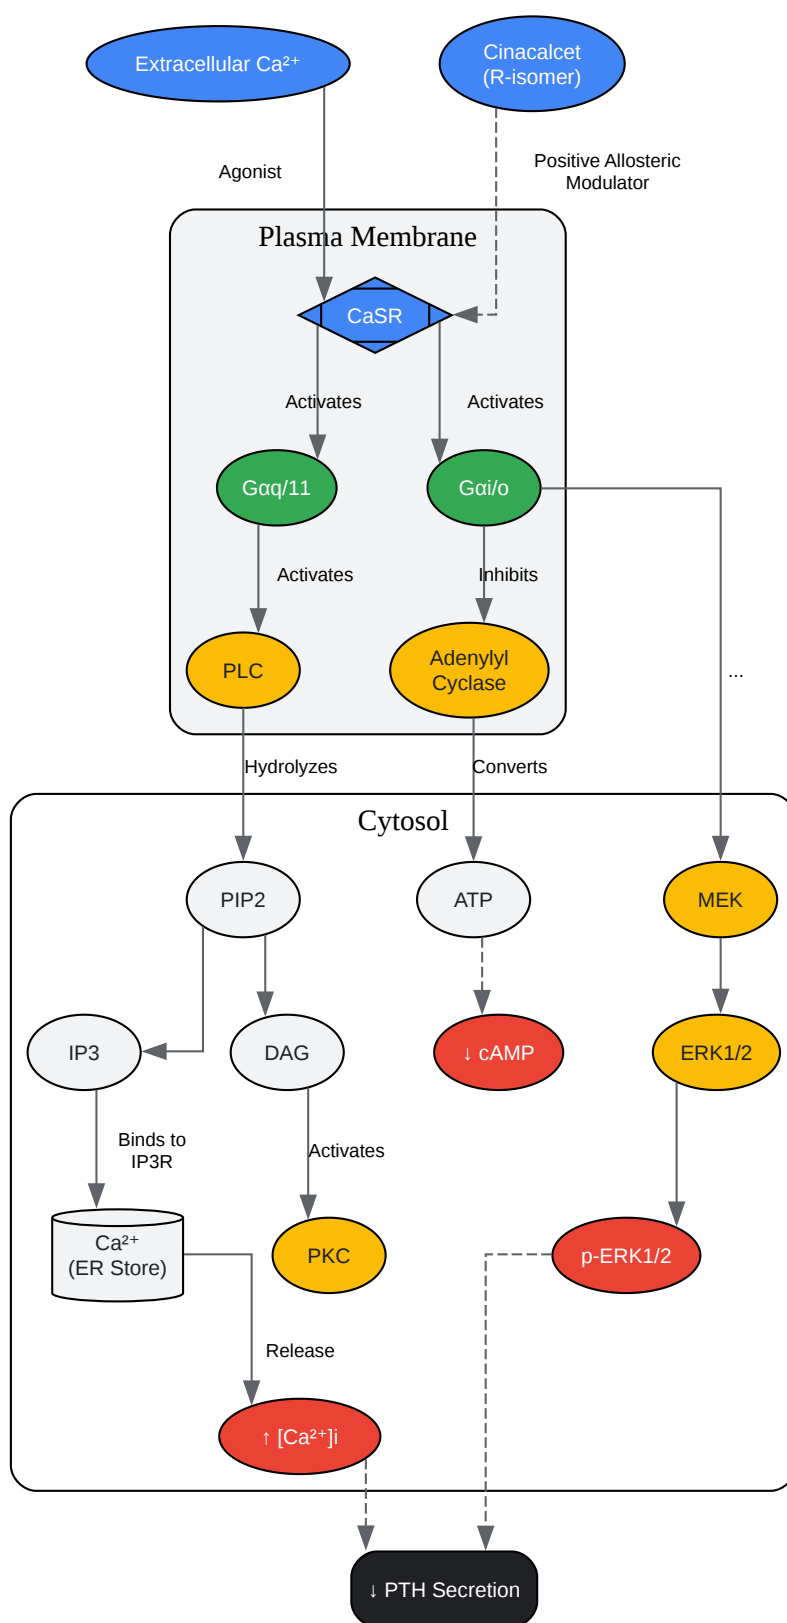 Extracellular Ca²⁺
Cinacalcet
(R-isomer)
Agonist
Positive Allosteric
Modulator
Plasma Membrane
CaSR
Activates
Activates
Gαq/11
Gαi/o
Activates
Inhibits
PLC
Adenylyl
Cyclase
...
Hydrolyzes
Converts
Cytosol
PIP2
ATP
MEK
IP3
DAG
↓ cAMP
ERK1/2
Binds to
IP3R
Activates
Ca²⁺
(ER Store)
PKC
p-ERK1/2
Release
↑ [Ca²⁺]i
↓ PTH Secretion